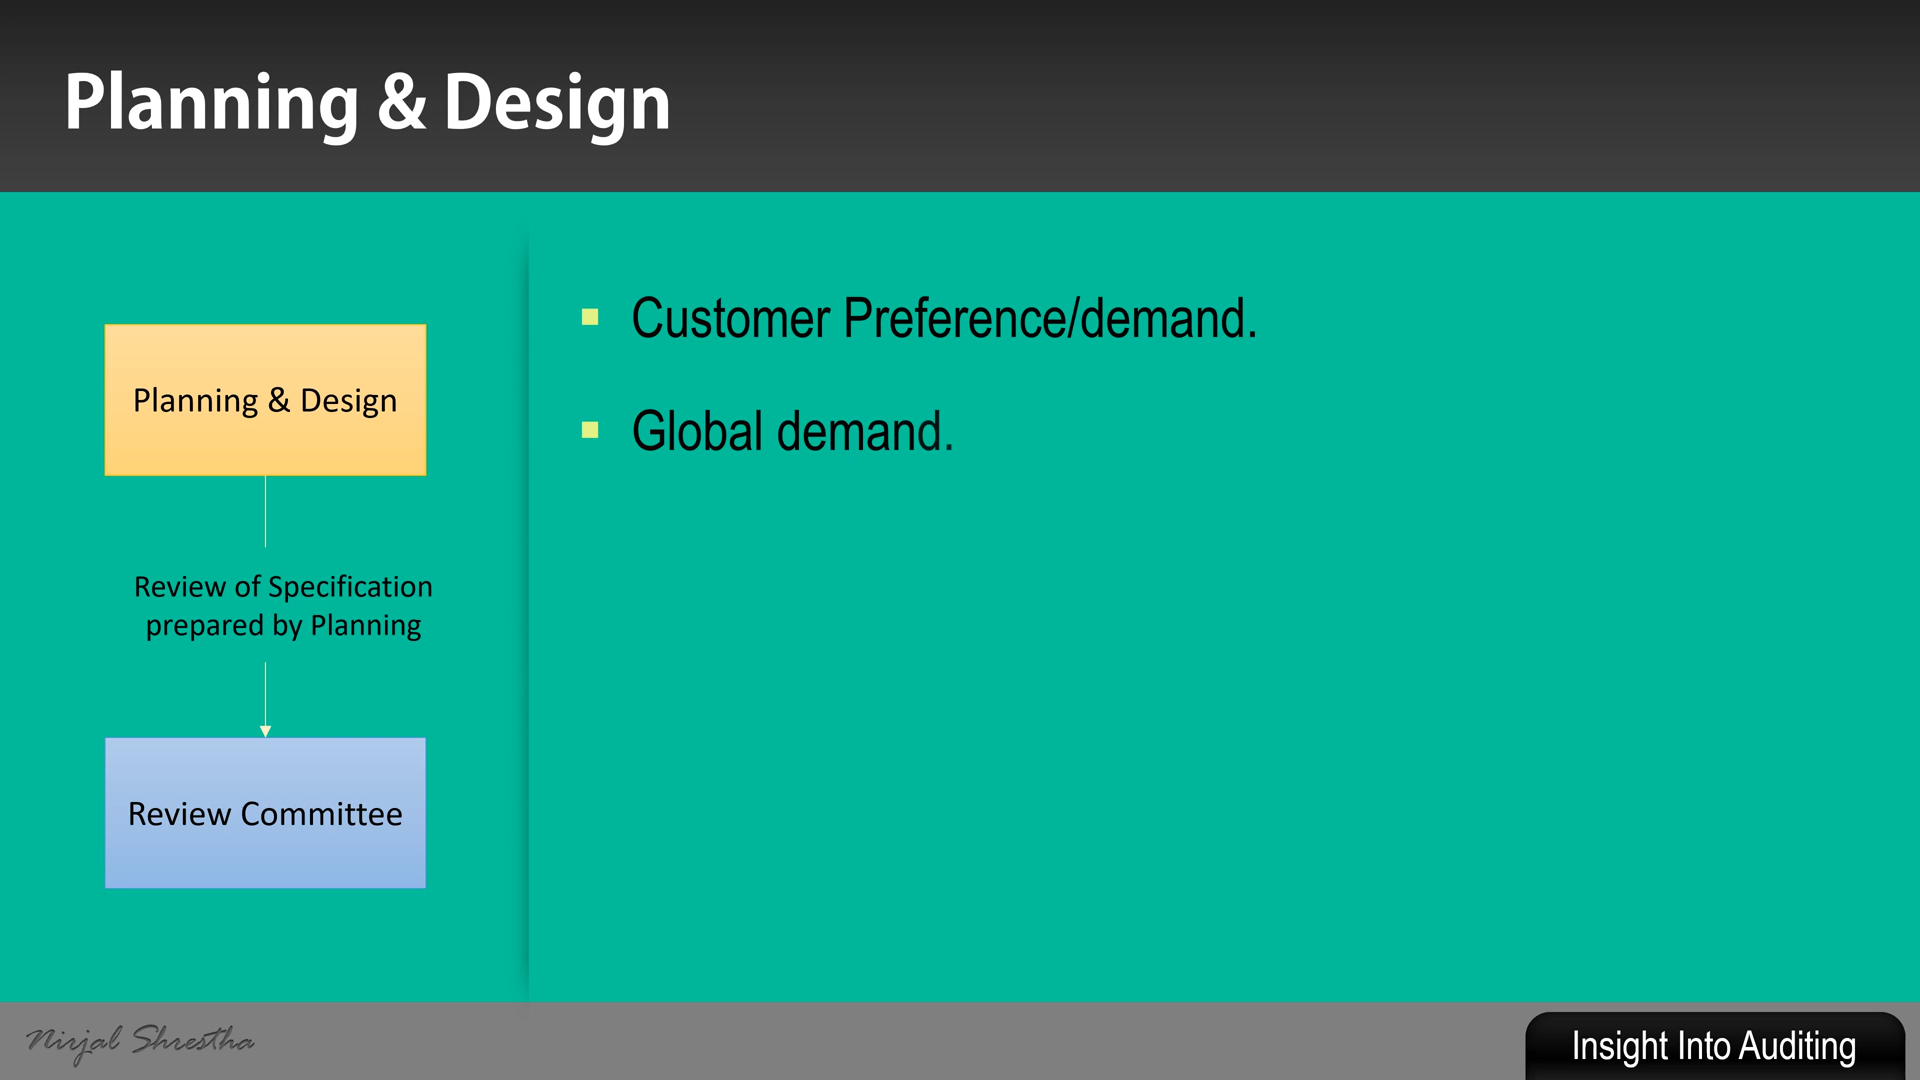 Planning & Design
Planning & Design
Review of Specification
prepared by Planning
Review Committee
Customer Preference/demand.
Global demand.
Nirjal Shrestha
Insight Into Auditing